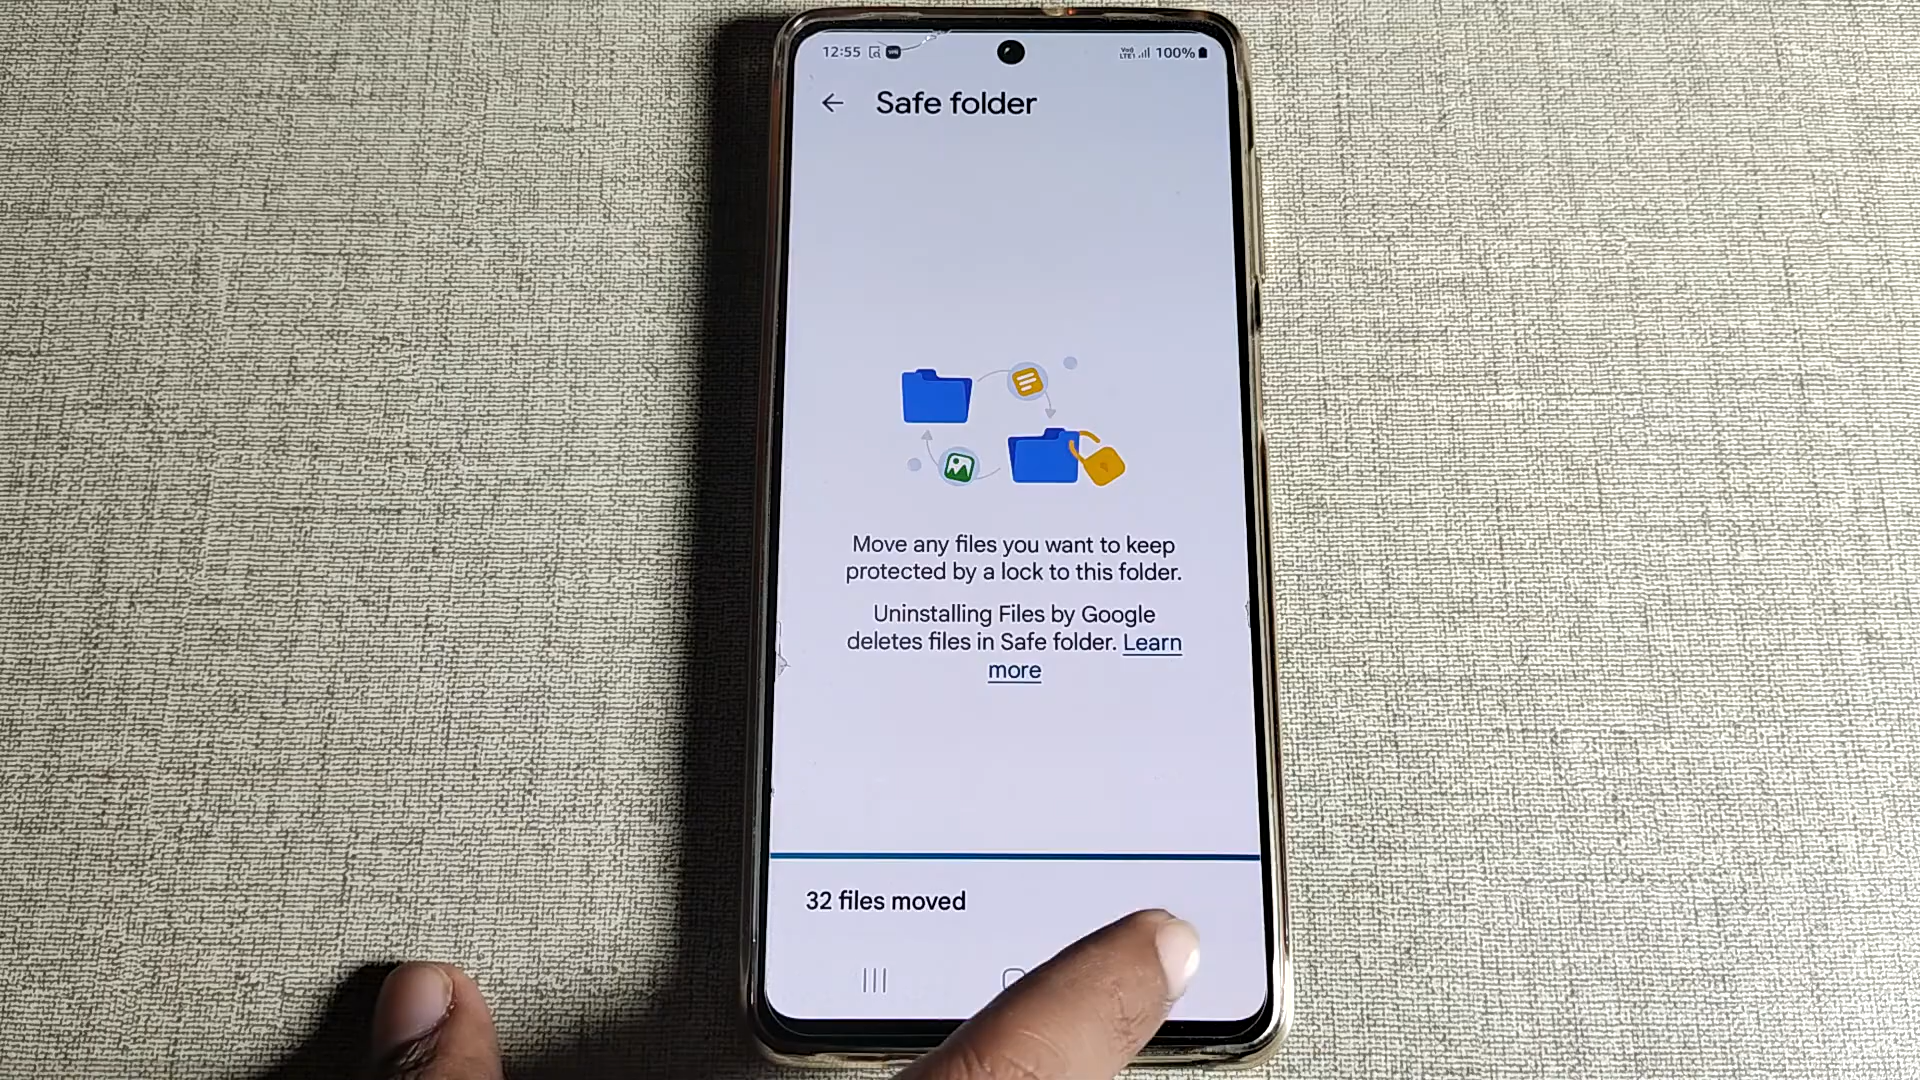 12:55
100%
Safe folder
Move any files you want to keep
protected by a lock to this folder.
Uninstalling Files by Google
deletes files in Safe folder. Learn
more
32 files moved